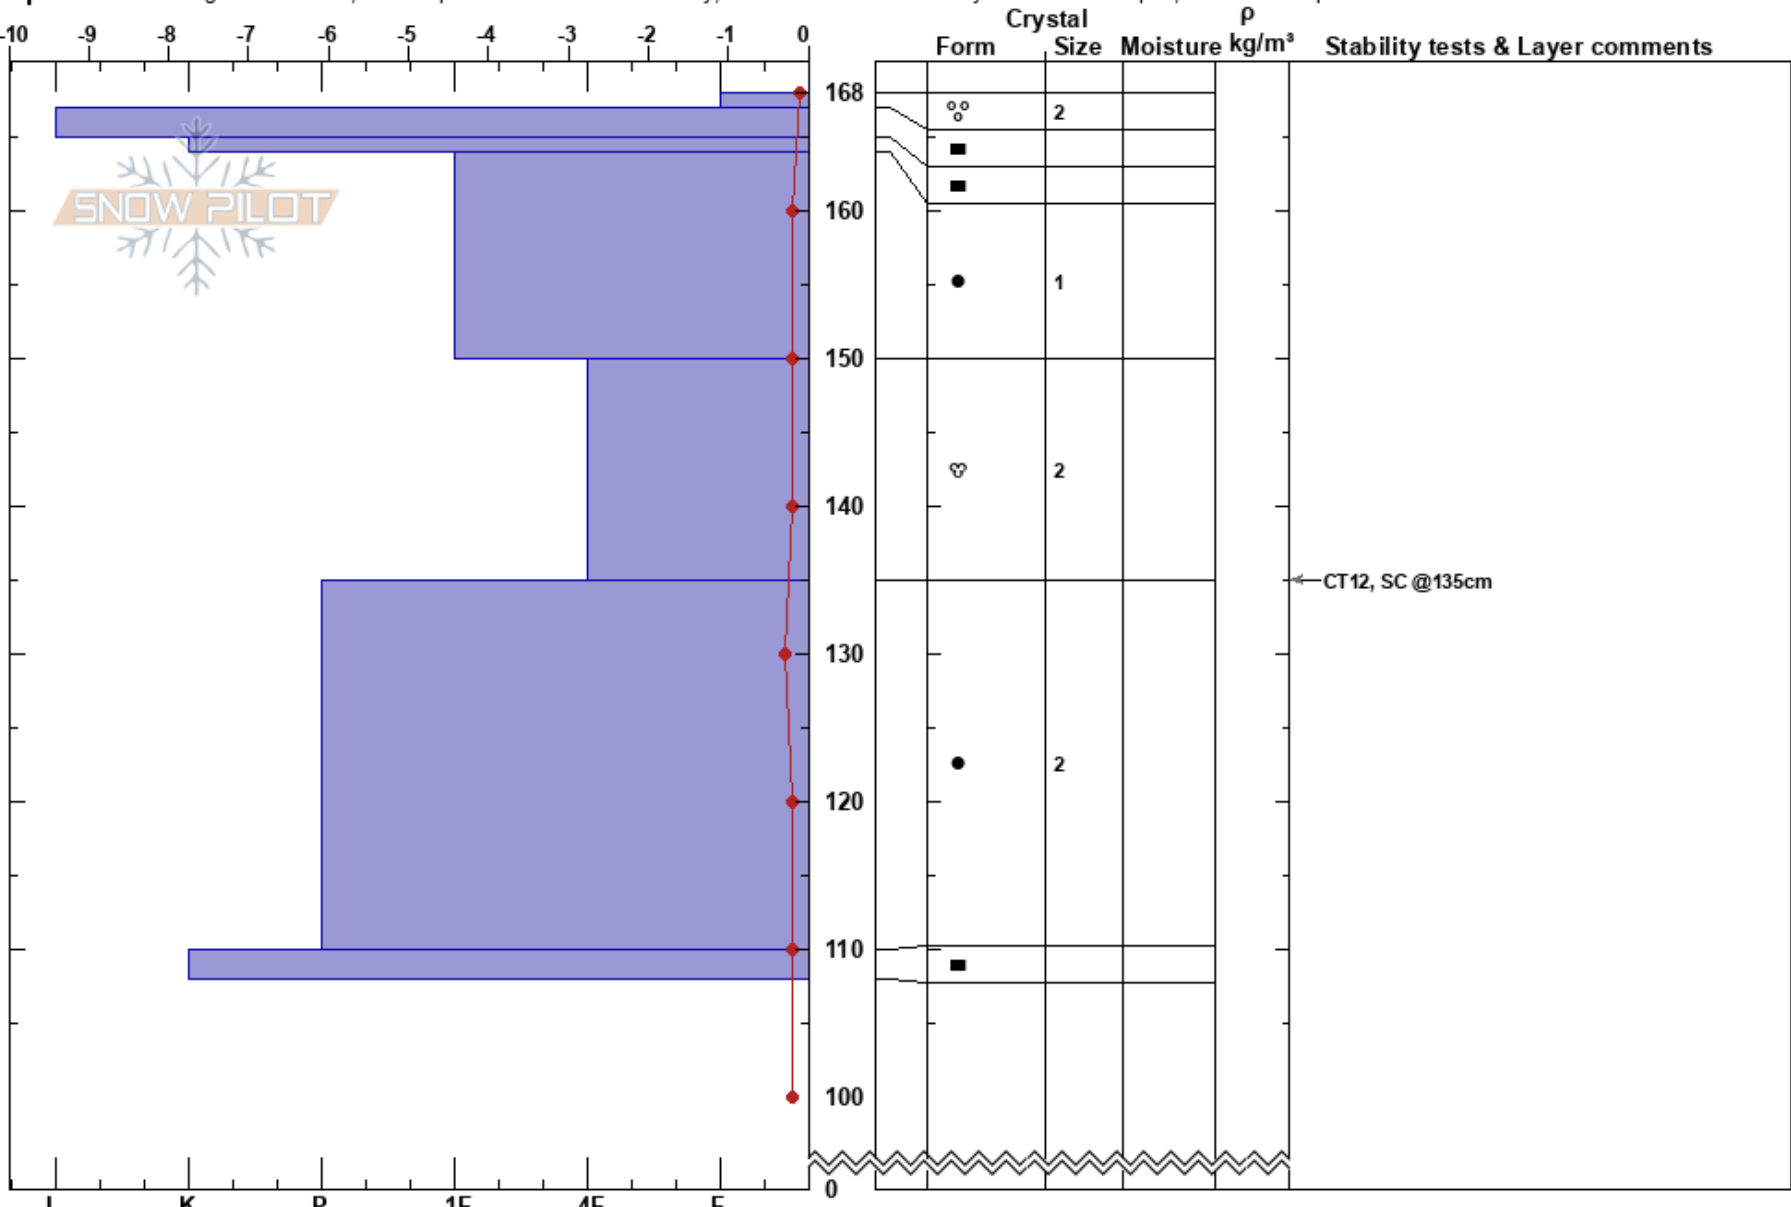 Crystal ρ
-10 -9 -8 -7 -6 -5 -4 -3 -2 -1 0 Form Size Moisture kg/m³ Stability tests & Layer comments
168 2
SNOW PILOT
160
1
150
2
140
CT12, SC @135cm
130
2
120
110
100
0
I K P 1F 4F F